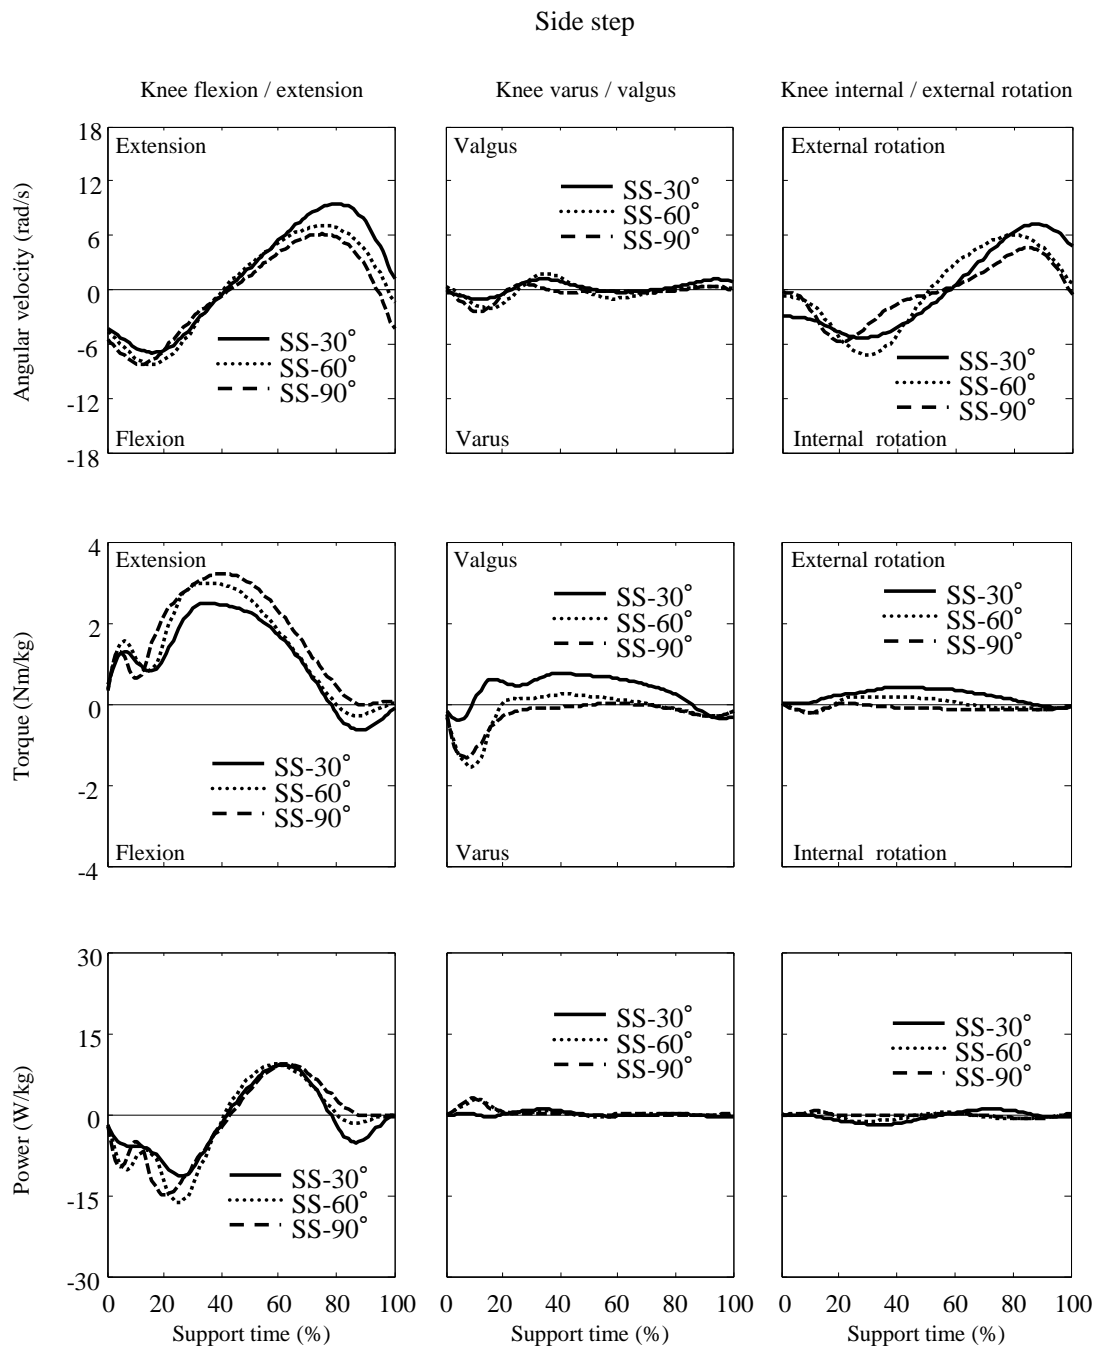 Side step
Knee flexion / extension
Knee varus / valgus
Knee internal / external rotation
Angular velocity (rad/s)
18
12
6
0
-6
-12
-18
Extension
SS-30°
SS-60°
SS-90°
Flexion
Valgus
SS-30°
SS-60°
SS-90°
Varus
External rotation
SS-30°
SS-60°
SS-90°
Internal rotation
Torque (Nm/kg)
4
2
0
-2
-4
Extension
SS-30°
SS-60°
SS-90°
Flexion
Valgus
SS-30°
SS-60°
SS-90°
Varus
External rotation
SS-30°
SS-60°
SS-90°
Internal rotation
Power (W/kg)
30
15
0
-15
-30
SS-30°
SS-60°
SS-90°
SS-30°
SS-60°
SS-90°
SS-30°
SS-60°
SS-90°
0 20 40 60 80 100
0 20 40 60 80 100
0 20 40 60 80 100
Support time (%)
Support time (%)
Support time (%)